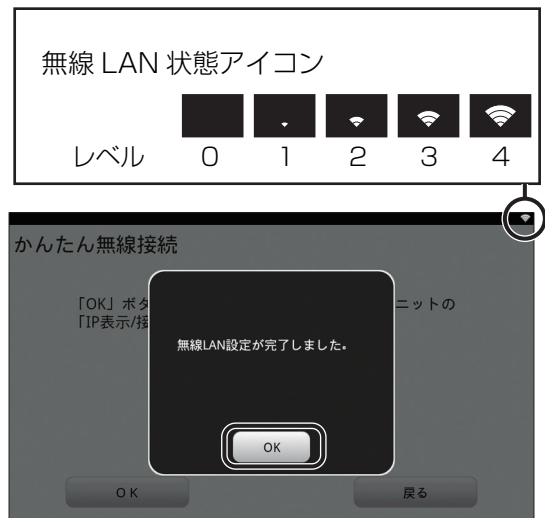 無線 LAN 状態アイコン
レベル 0 1 2 3 4
かんたん無線接続
「OK」ボタ ニットの
「IP表示/接
無線LAN設定が完了しました。
OK
OK 戻る